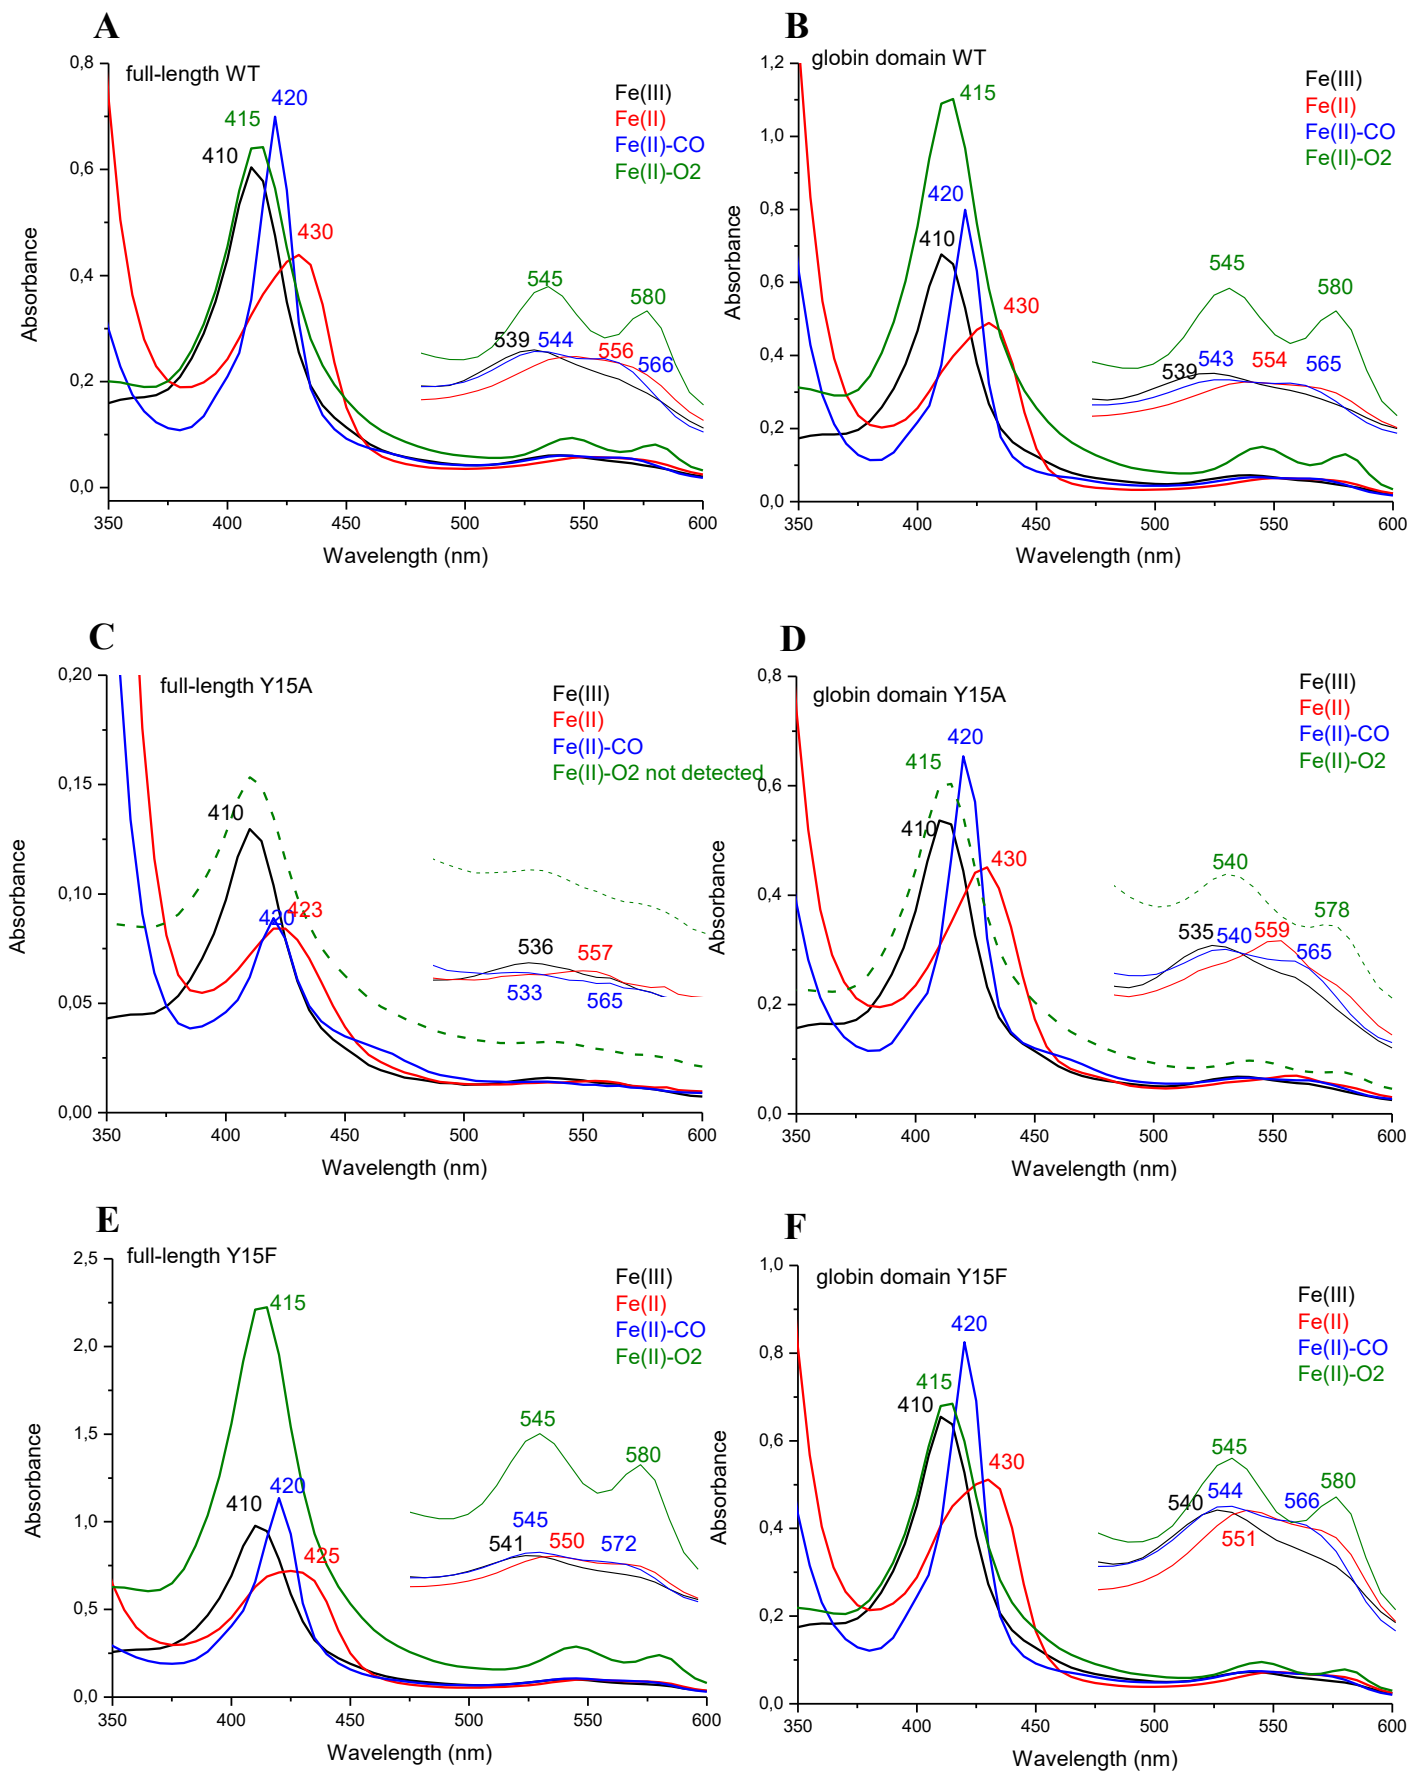 A
full-length WT
Fe(III)
Fe(II)
Fe(II)-CO
Fe(II)-O2
0,8
0,6
0,4
0,2
0,0
Absorbance
420
415
410
430
545
580
539
544
556
566
350
400
450
500
550
600
Wavelength (nm)
B
globin domain WT
Fe(III)
Fe(II)
Fe(II)-CO
Fe(II)-O2
1,2
1,0
0,8
0,6
0,4
0,2
0,0
Absorbance
415
420
410
430
545
580
539
543
554
565
350
400
450
500
550
600
Wavelength (nm)
C
full-length Y15A
Fe(III)
Fe(II)
Fe(II)-CO
Fe(II)-O2 not detected
0,20
0,15
0,10
0,05
0,00
Absorbance
410
420
423
536
557
533
565
350
400
450
500
550
600
Wavelength (nm)
D
globin domain Y15A
Fe(III)
Fe(II)
Fe(II)-CO
Fe(II)-O2
0,8
0,6
0,4
0,2
0,0
Absorbance
420
415
410
430
540
578
535
540
559
565
350
400
450
500
550
600
Wavelength (nm)
E
full-length Y15F
Fe(III)
Fe(II)
Fe(II)-CO
Fe(II)-O2
2,5
2,0
1,5
1,0
0,5
0,0
Absorbance
415
420
410
425
545
580
545
541
550
572
350
400
450
500
550
600
Wavelength (nm)
F
globin domain Y15F
Fe(III)
Fe(II)
Fe(II)-CO
Fe(II)-O2
1,0
0,8
0,6
0,4
0,2
0,0
Absorbance
420
415
410
430
545
580
540
544
566
551
350
400
450
500
550
600
Wavelength (nm)